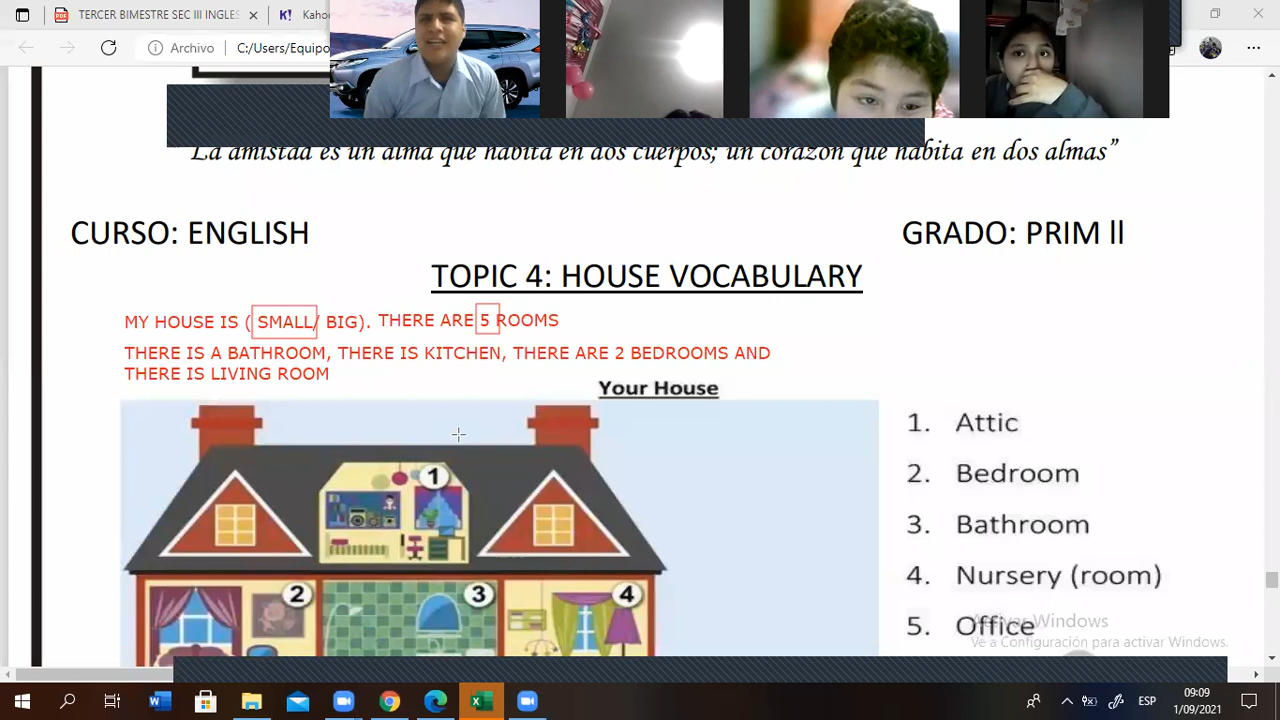 TERCER BIMESTRE SEC III INGLES
Archivo
C:/Users/Equipo
La amistad es un alma que habita en dos cuerpos; un corazón que habita en dos almas”
CURSO: ENGLISH
GRADO: PRIM ll
TOPIC 4: HOUSE VOCABULARY
MY HOUSE IS ( SMALL/ BIG). THERE ARE 5 ROOMS
THERE IS A BATHROOM, THERE IS KITCHEN, THERE ARE 2 BEDROOMS AND
THERE IS LIVING ROOM
Your House
1. Attic
2. Bedroom
3. Bathroom
4. Nursery (room)
5. Office
1
2
3
4
Activar Windows
Ve a Configuración para activar Windows.
ESP
09:09
1/09/2021